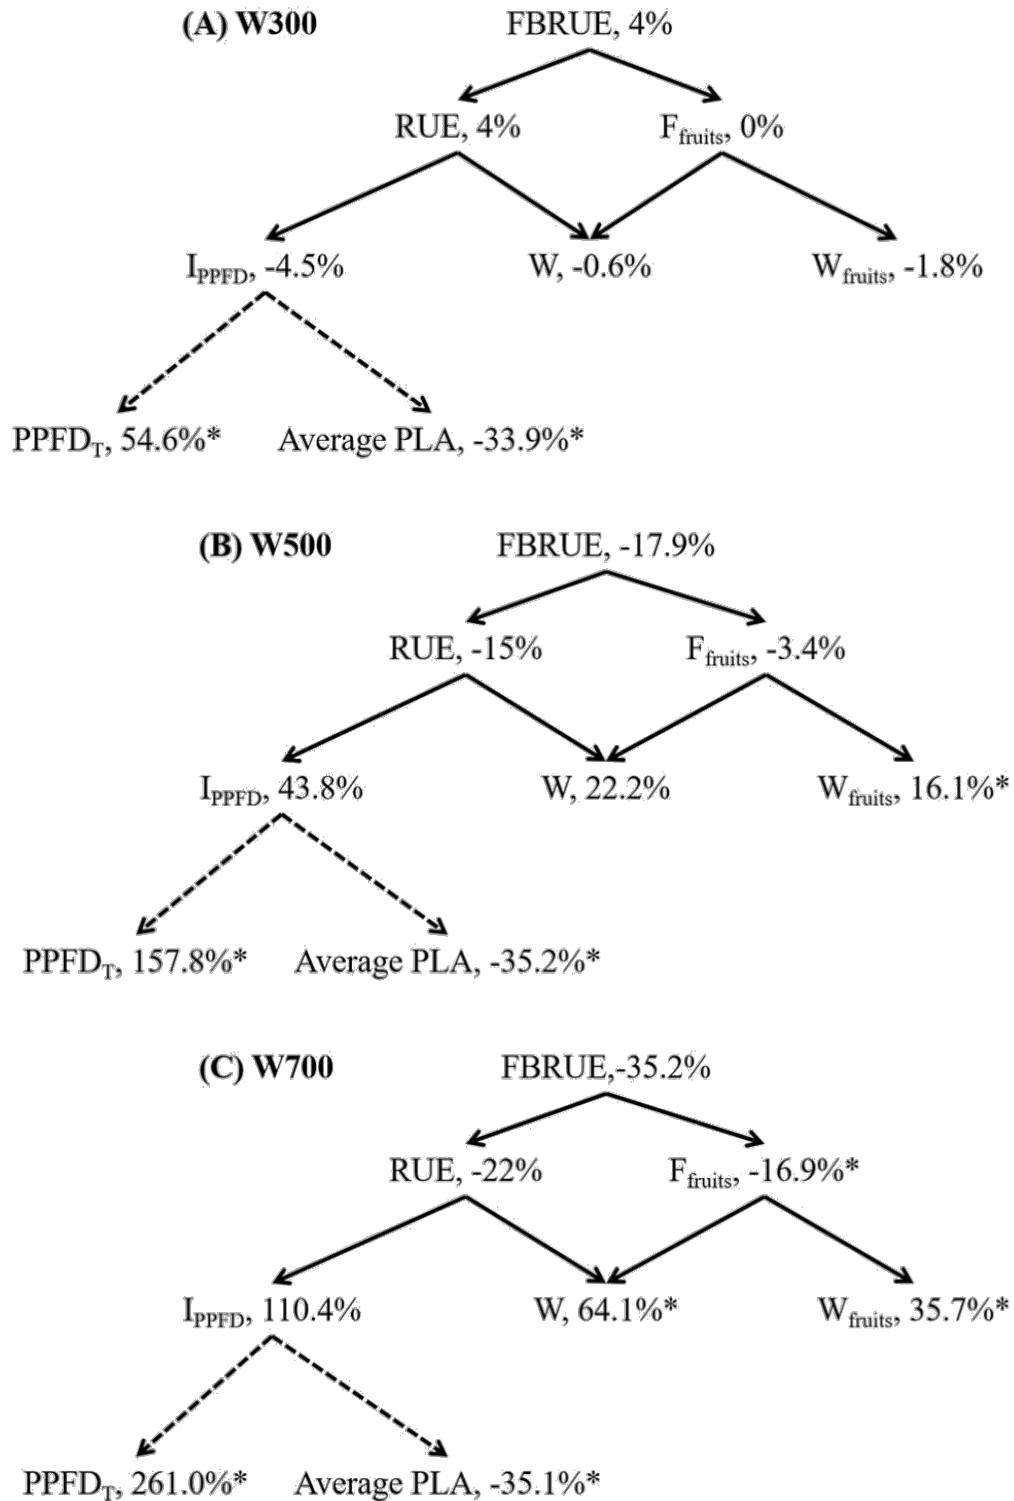 (A) W300 FBRUE, 4%
RUE, 4% Ffruits, 0%
IPPFD, -4.5% W, -0.6% Wfruits, -1.8%
PPFDT, 54.6%* Average PLA, -33.9%*
(B) W500 FBRUE, -17.9%
RUE, -15% Ffruits, -3.4%
IPPFD, 43.8% W, 22.2% Wfruits, 16.1%*
PPFDT, 157.8%* Average PLA, -35.2%*
(C) W700 FBRUE,-35.2%
RUE, -22% Ffruits, -16.9%*
IPPFD, 110.4% W, 64.1%* Wfruits, 35.7%*
PPFDT, 261.0%* Average PLA, -35.1%*